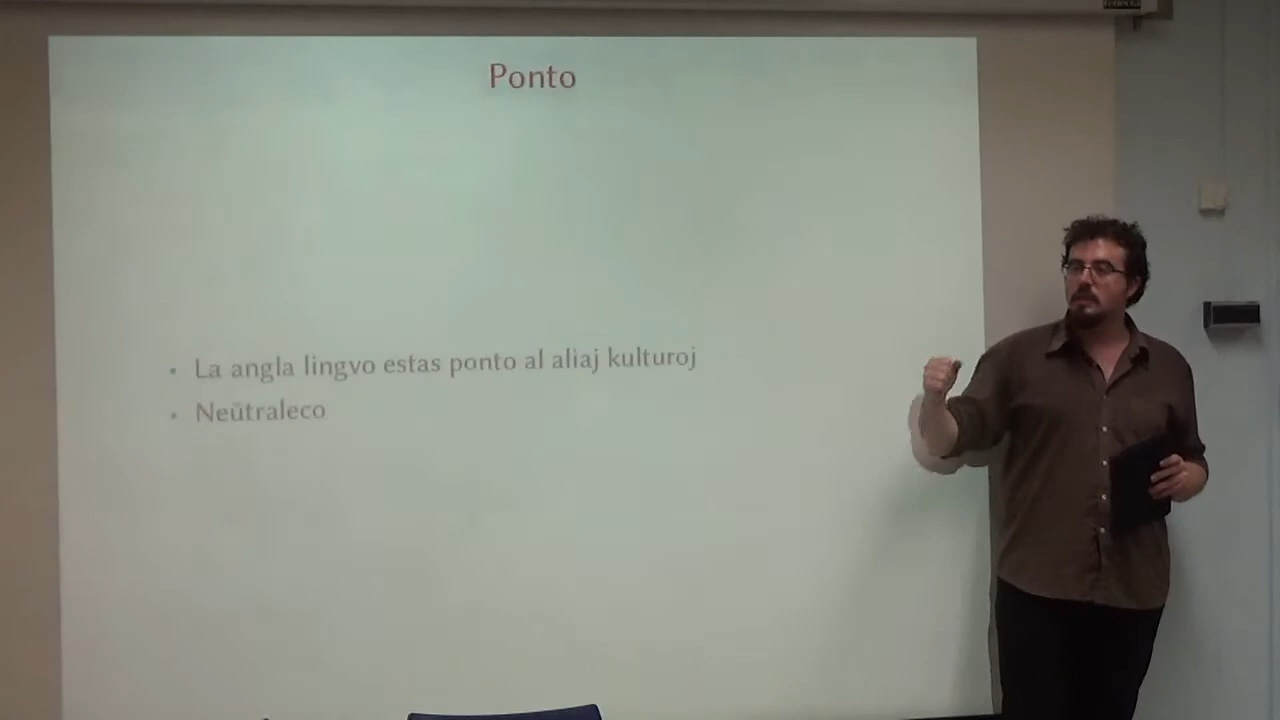 Ponto
• La angla lingvo estas ponto al aliaj kulturoj
• Neŭtraleco